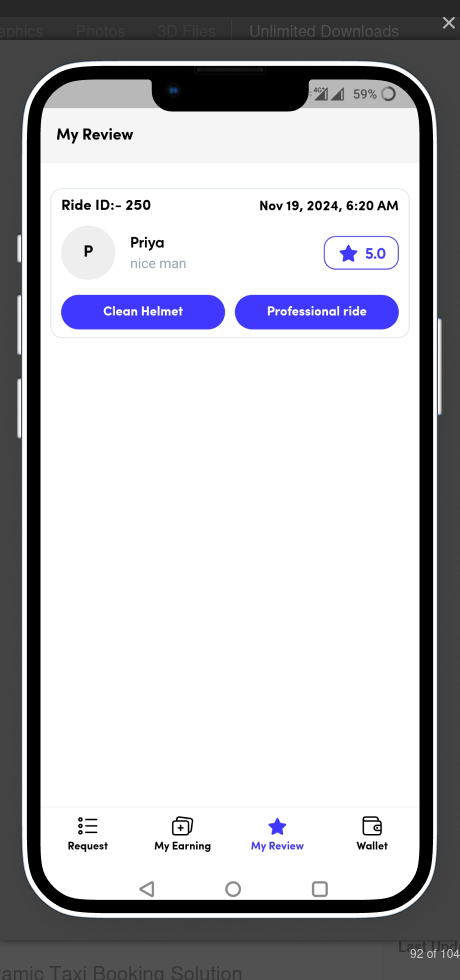 Photos 3D Files Unlimited Downloads
59%
My Review
Ride ID:- 250 Nov 19, 2024, 6:20 AM
P Priya
nice man
5.0
Clean Helmet Professional ride
Request My Earning My Review Wallet
92 of 104
amic Taxi Booking Solution